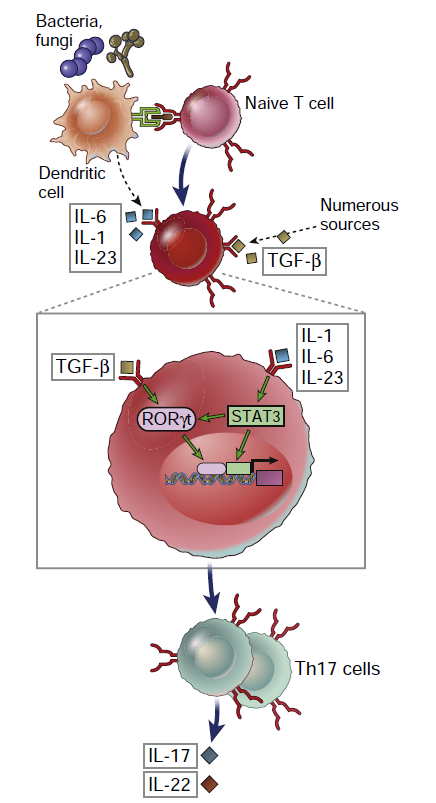 Bacteria,
fungi
Naive T cell
Dendritic
cell
IL-6
IL-1
IL-23
Numerous
sources
TGF-β
TGF-β
IL-1
IL-6
IL-23
RORγt
STAT3
Th17 cells
IL-17
IL-22